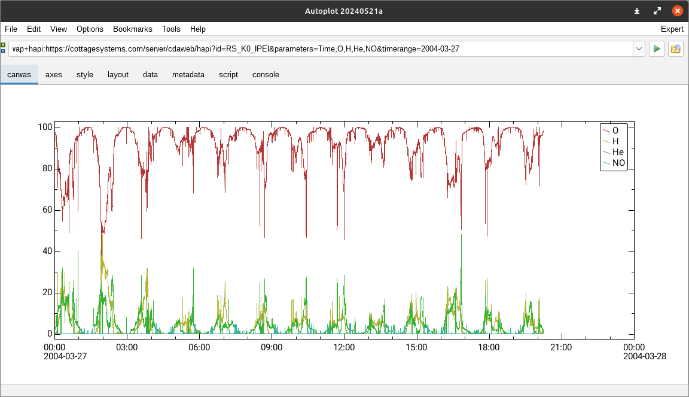 Autoplot 20240521a
File Edit View Options Bookmarks Tools Help Expert
vap+hapi:https://cottagesystems.com/server/cdaweb/hapi?id=RS_K0_IPEI&parameters=Time,O,H,He,NO&timerange=2004-03-27
canvas axes style layout data metadata script console
100
80
60
40
20
0
O
H
He
NO
00:00 03:00 06:00 09:00 12:00 15:00 18:00 21:00 00:00
2004-03-27 2004-03-28